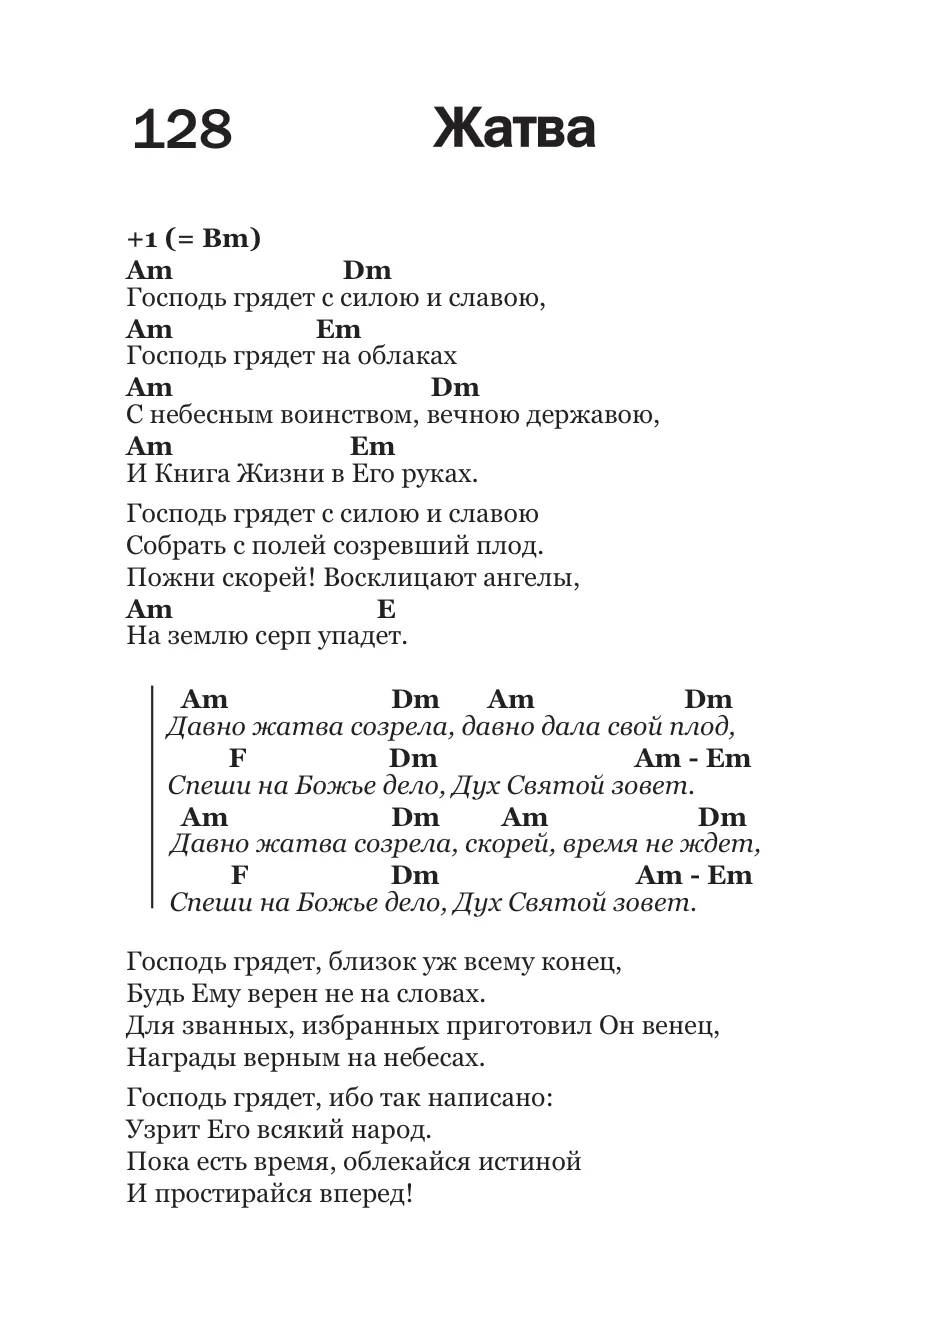 128 Жатва
+1 (= Bm)
Am Dm
Господь грядет с силою и славою,
Am Em
Господь грядет на облаках
Am Dm
С небесным воинством, вечною державою,
Am Em
И Книга Жизни в Его руках.
Господь грядет с силою и славою
Собрать с полей созревший плод.
Пожни скорей! Восклицают ангелы,
Am E
На землю серп упадет.
Am Dm Am Dm
Давно жатва созрела, давно дала свой плод,
F Dm Am - Em
Спеши на Божье дело, Дух Святой зовет.
Am Dm Am Dm
Давно жатва созрела, скорей, время не ждет,
F Dm Am - Em
Спеши на Божье дело, Дух Святой зовет.
Господь грядет, близок уж всему конец,
Будь Ему верен не на словах.
Для званных, избранных приготовил Он венец,
Награды верным на небесах.
Господь грядет, ибо так написано:
Узрит Его всякий народ.
Пока есть время, облекайся истиной
И простирайся вперед!